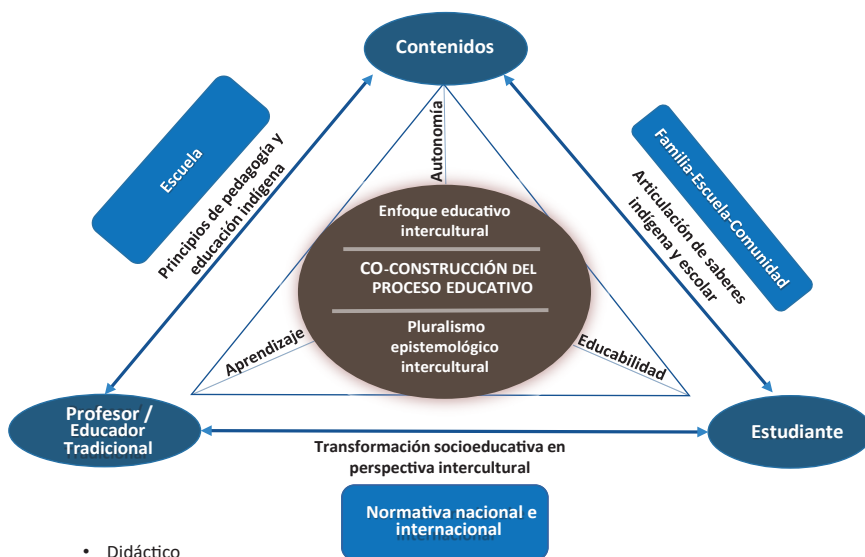 Contenidos
Escuela
Principios de pedagogía y
educación indígena
Autonomía
Familia-Escuela-Comunidad
Articulación de saberes
indígena y escolar
Enfoque educativo
intercultural
CO-CONSTRUCCIÓN DEL
PROCESO EDUCATIVO
Pluralismo
epistemológico
intercultural
Aprendizaje
Educabilidad
Profesor /
Educador
Tradicional
Estudiante
Transformación socioeducativa en
perspectiva intercultural
Normativa nacional e
internacional
• Didáctico